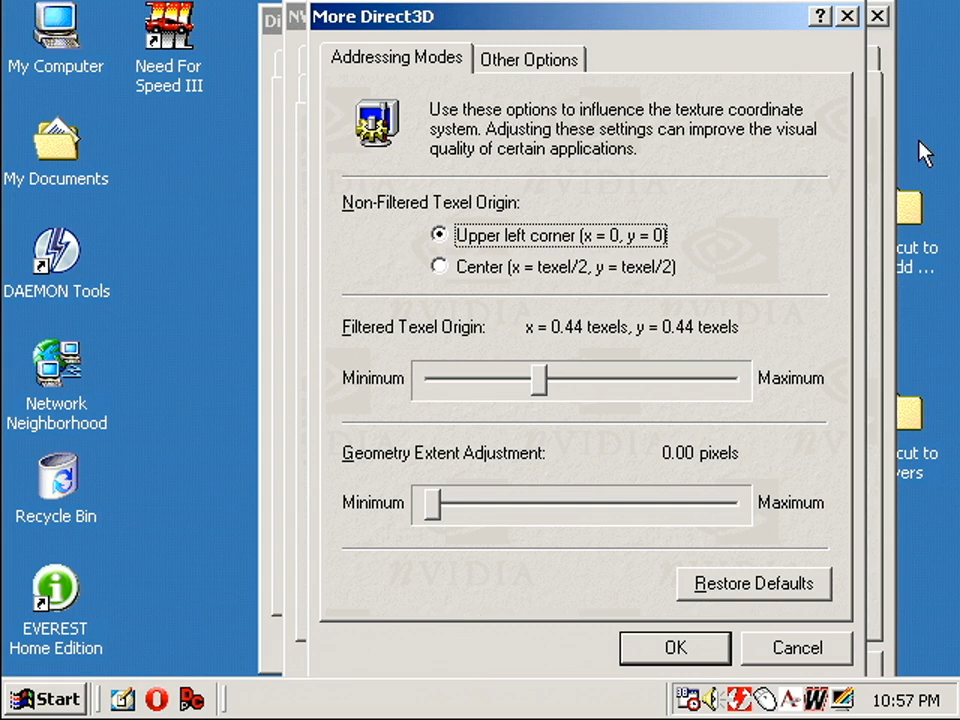 My Computer
Need For
Speed III
My Documents
DAEMON Tools
Network
Neighborhood
Recycle Bin
EVEREST
Home Edition
Di
NV
More Direct3D
Addressing Modes
Other Options
Use these options to influence the texture coordinate
system. Adjusting these settings can improve the visual
quality of certain applications.
Non-Filtered Texel Origin:
Upper left corner (x = 0, y = 0)
Center (x = texel/2, y = texel/2)
Filtered Texel Origin: x = 0.44 texels, y = 0.44 texels
Minimum
Maximum
Geometry Extent Adjustment: 0.00 pixels
Minimum
Maximum
Restore Defaults
OK
Cancel
cut to
dd ...
cut to
vers
NVIDIA
Start
10:57 PM